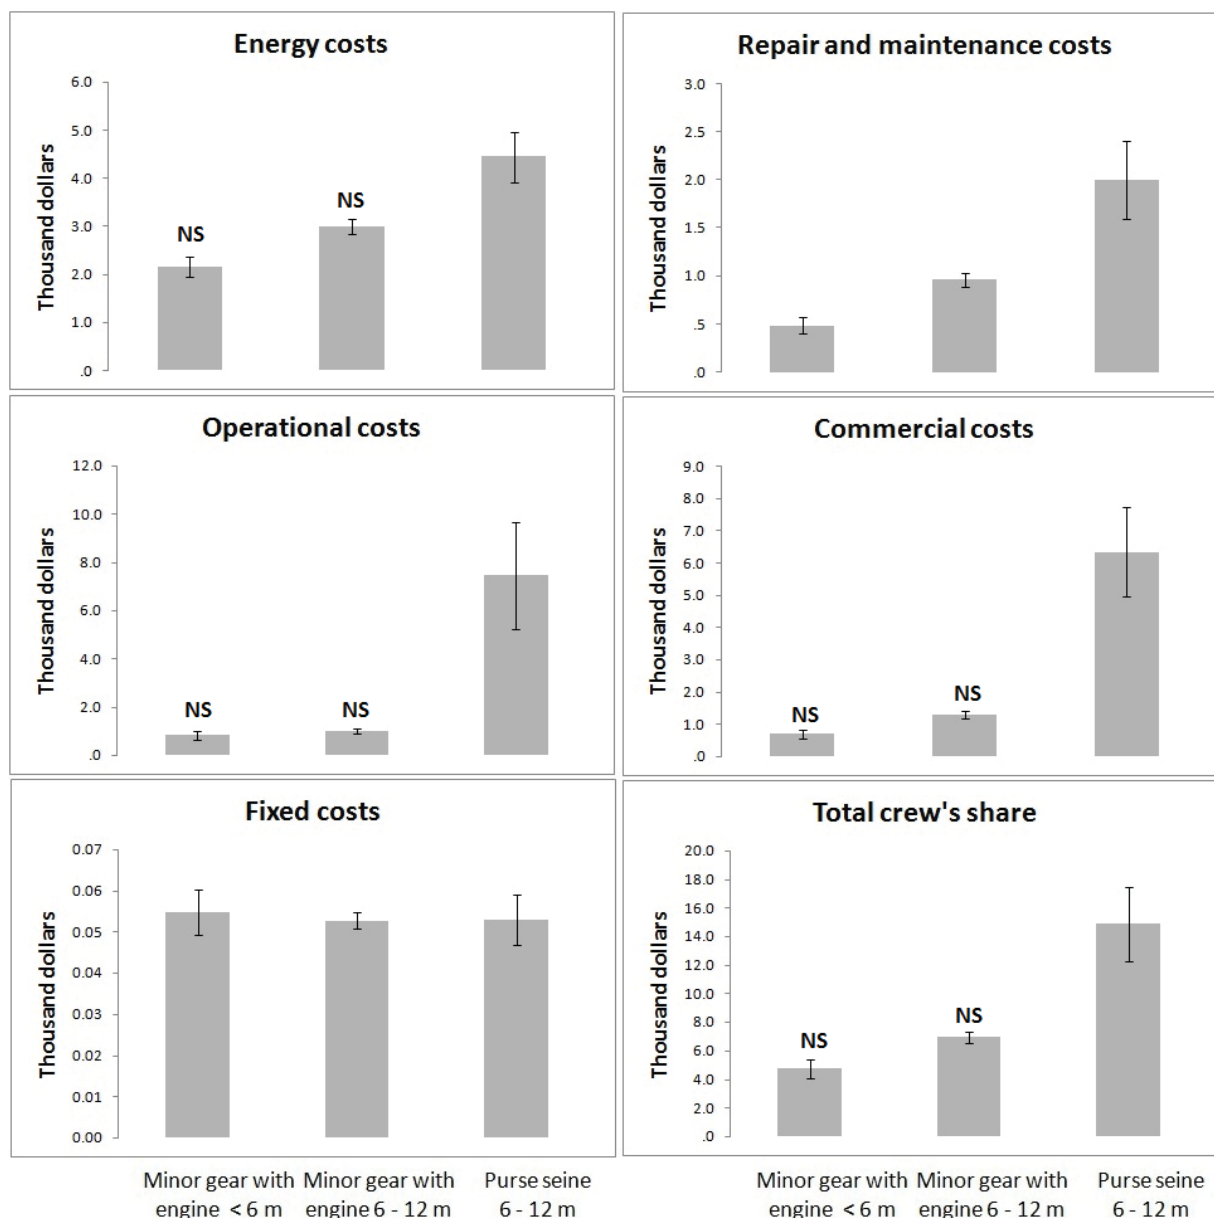 Energy costs
Thousand dollars
6.0
5.0
4.0
3.0
2.0
1.0
.0
NS
NS
Repair and maintenance costs
Thousand dollars
3.0
2.5
2.0
1.5
1.0
.5
.0
Operational costs
Thousand dollars
12.0
10.0
8.0
6.0
4.0
2.0
.0
NS
NS
Commercial costs
Thousand dollars
9.0
8.0
7.0
6.0
5.0
4.0
3.0
2.0
1.0
.0
NS
NS
Fixed costs
Thousand dollars
0.07
0.06
0.05
0.04
0.03
0.02
0.01
0.00
Total crew's share
Thousand dollars
20.0
18.0
16.0
14.0
12.0
10.0
8.0
6.0
4.0
2.0
.0
NS
NS
Minor gear with
engine < 6 m
Minor gear with
engine 6 - 12 m
Purse seine
6 - 12 m
Minor gear with
engine < 6 m
Minor gear with
engine 6 - 12 m
Purse seine
6 - 12 m